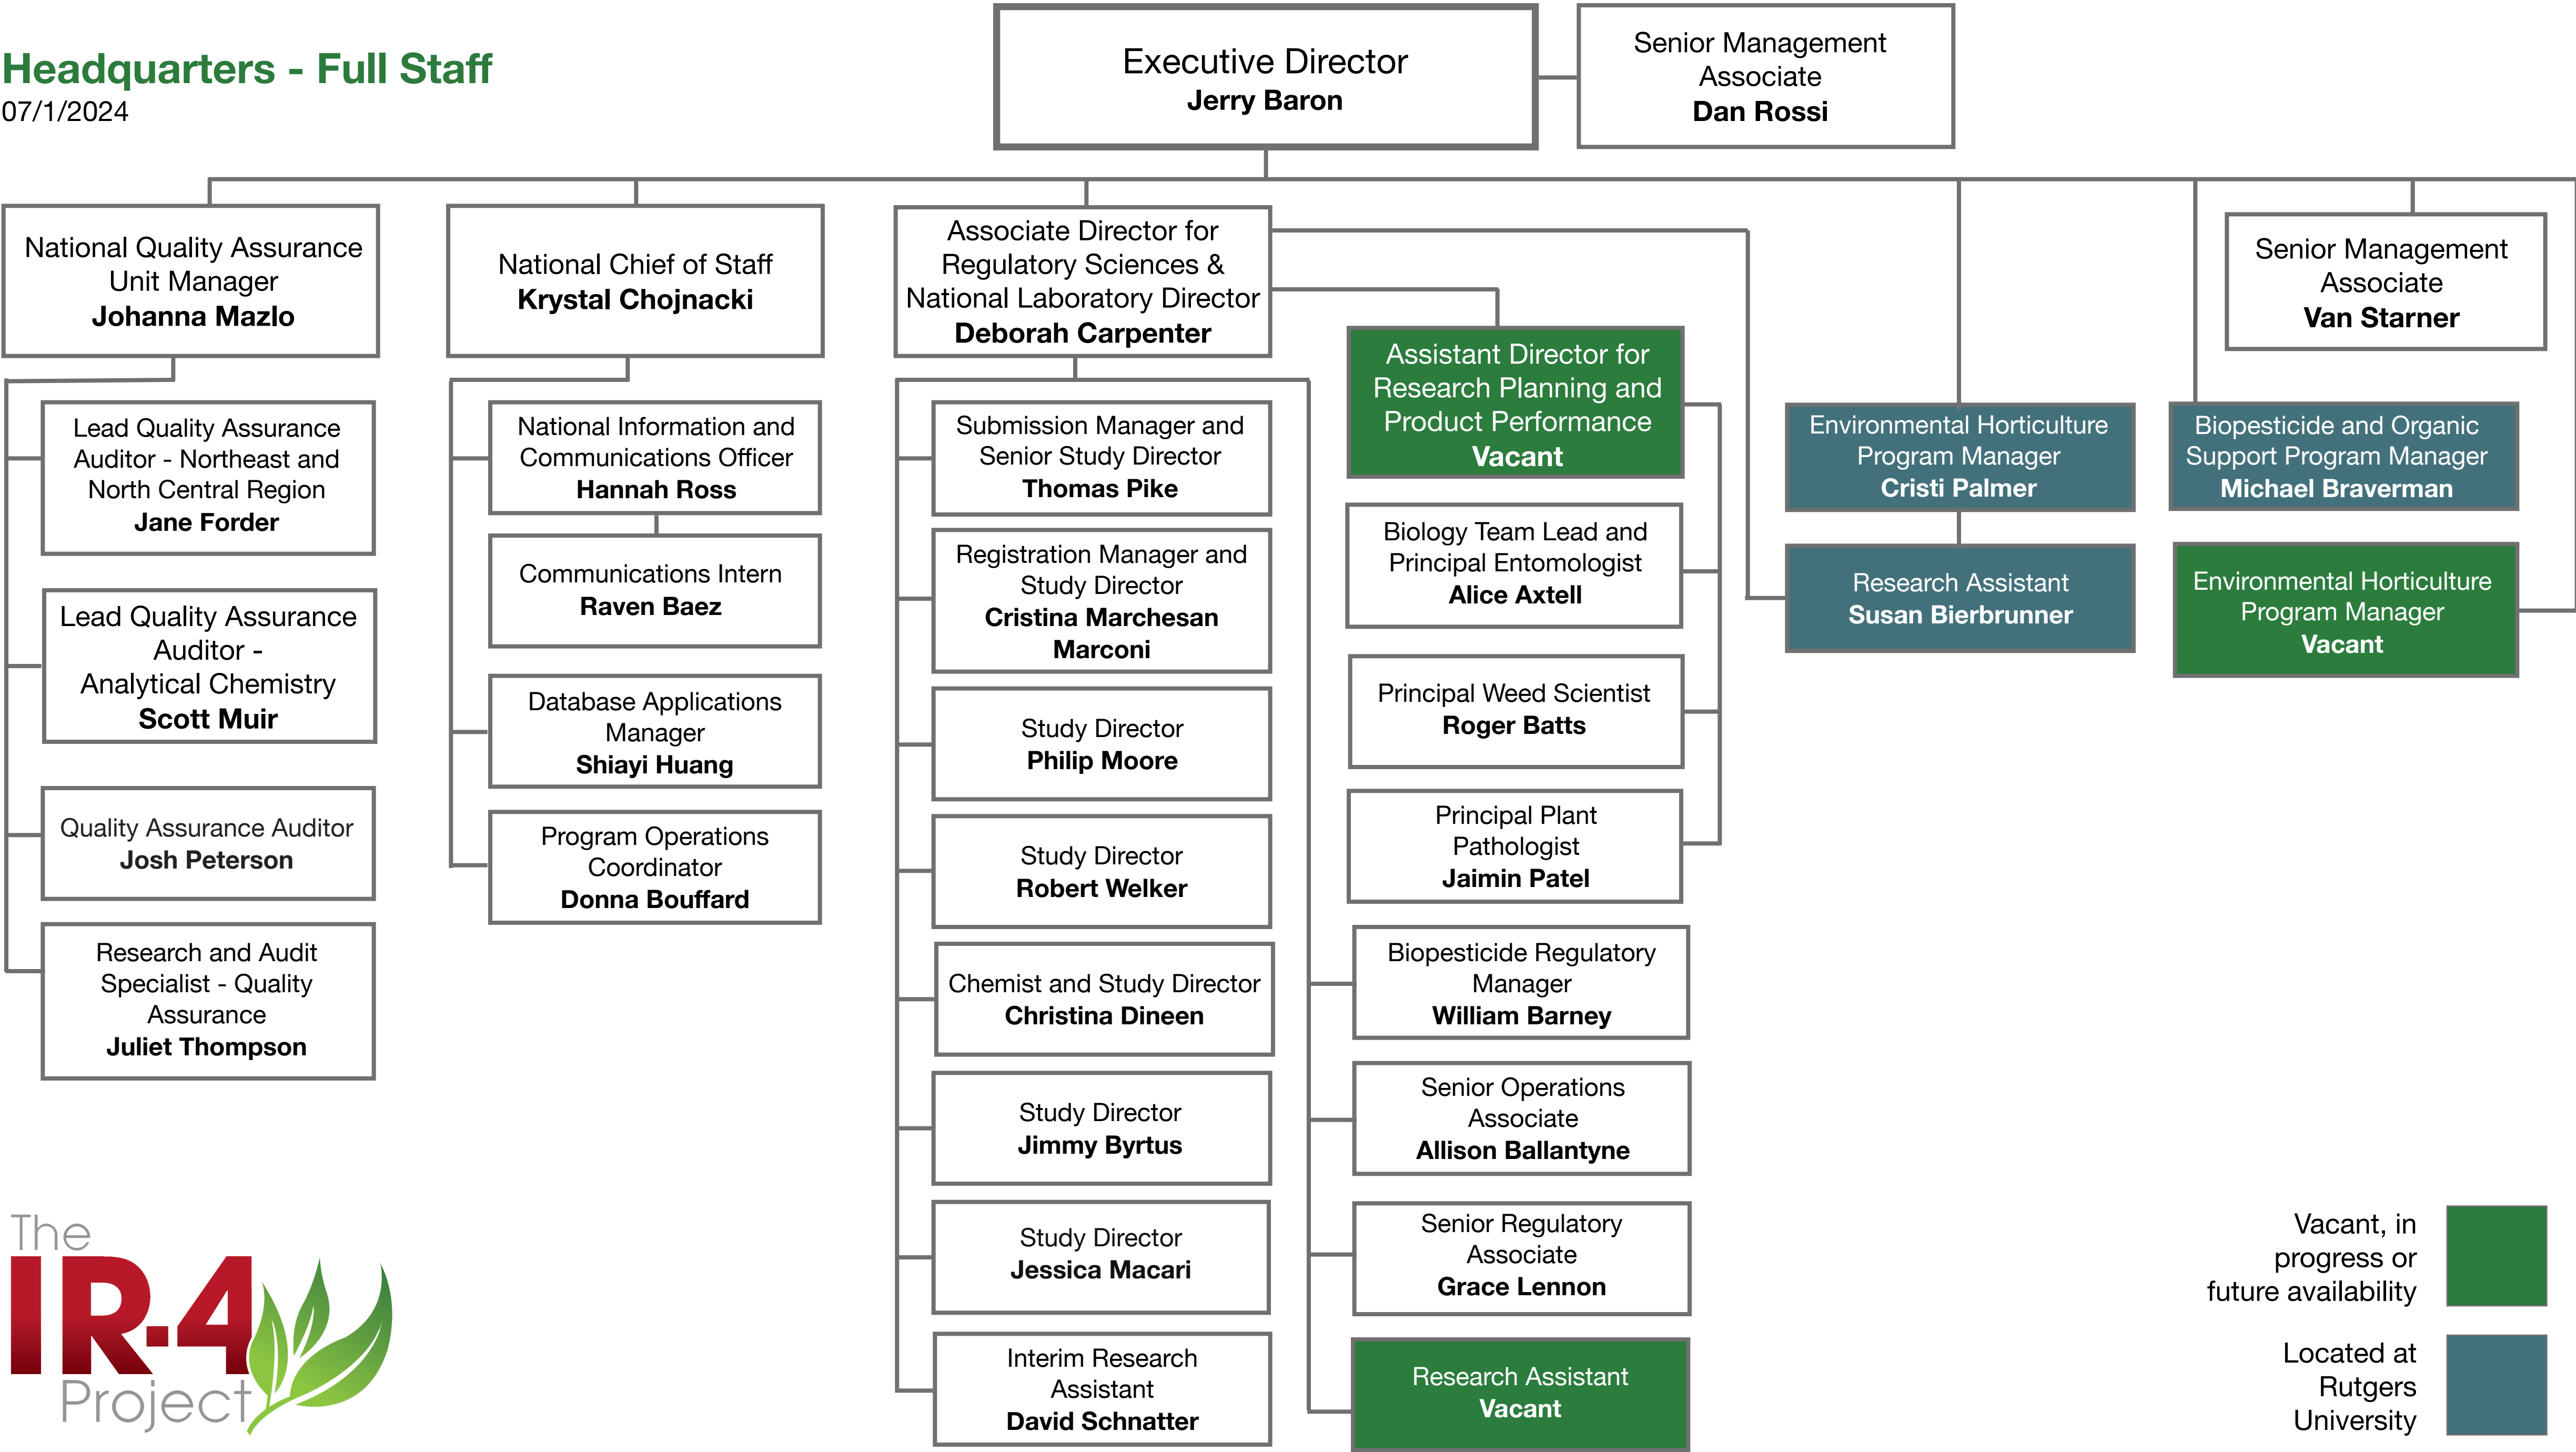 Headquarters - Full Staff
07/1/2024
Executive Director
Jerry Baron
Senior Management
Associate
Dan Rossi
National Quality Assurance
Unit Manager
Johanna Mazlo
Lead Quality Assurance
Auditor - Northeast and
North Central Region
Jane Forder
Lead Quality Assurance
Auditor -
Analytical Chemistry
Scott Muir
Quality Assurance Auditor
Josh Peterson
Research and Audit
Specialist - Quality
Assurance
Juliet Thompson
National Chief of Staff
Krystal Chojnacki
National Information and
Communications Officer
Hannah Ross
Communications Intern
Raven Baez
Database Applications
Manager
Shiayi Huang
Program Operations
Coordinator
Donna Bouffard
Associate Director for
Regulatory Sciences &
National Laboratory Director
Deborah Carpenter
Submission Manager and
Senior Study Director
Thomas Pike
Registration Manager and
Study Director
Cristina Marchesan
Marconi
Study Director
Philip Moore
Study Director
Robert Welker
Chemist and Study Director
Christina Dineen
Study Director
Jimmy Byrtus
Study Director
Jessica Macari
Interim Research
Assistant
David Schnatter
Assistant Director for
Research Planning and
Product Performance
Vacant
Biology Team Lead and
Principal Entomologist
Alice Axtell
Principal Weed Scientist
Roger Batts
Principal Plant
Pathologist
Jaimin Patel
Biopesticide Regulatory
Manager
William Barney
Senior Operations
Associate
Allison Ballantyne
Senior Regulatory
Associate
Grace Lennon
Research Assistant
Vacant
Environmental Horticulture
Program Manager
Cristi Palmer
Research Assistant
Susan Bierbrunner
Senior Management
Associate
Van Starner
Biopesticide and Organic
Support Program Manager
Michael Braverman
Environmental Horticulture
Program Manager
Vacant
The
IR-4
Project
Vacant, in
progress or
future availability
Located at
Rutgers
University